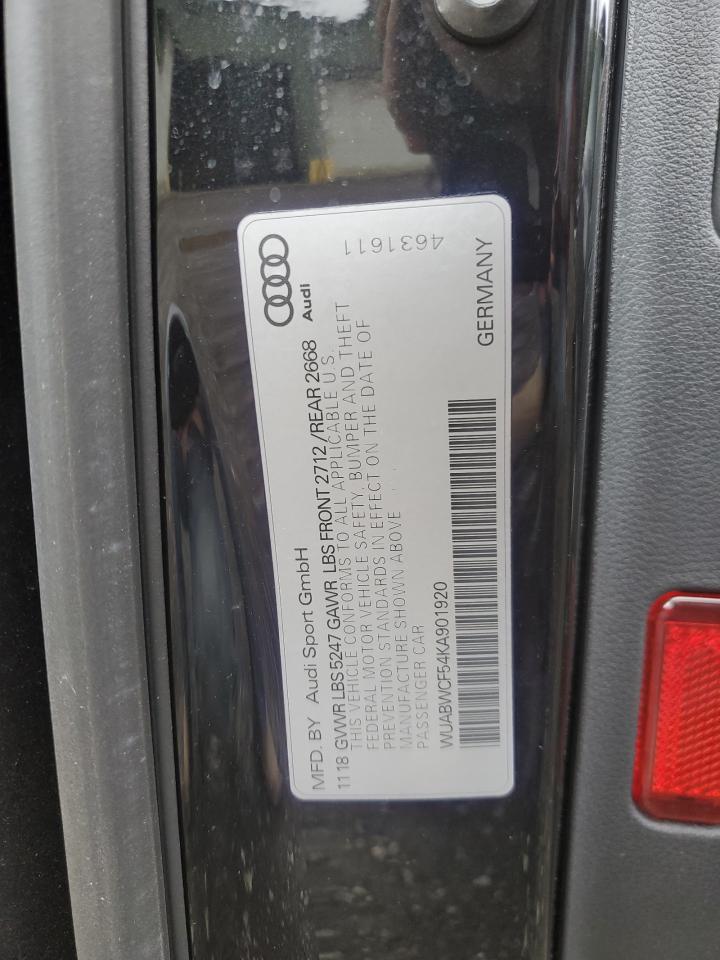 MFD. BY Audi Sport GmbH
Audi
11 18 GVWR LBS 5247 GAWR LBS FRONT 2712 /REAR 2668
THIS VEHICLE CONFORMS TO ALL APPLICABLE U.S.
FEDERAL MOTOR VEHICLE SAFETY, BUMPER AND THEFT
PREVENTION STANDARDS IN EFFECT ON THE DATE OF
MANUFACTURE SHOWN ABOVE
PASSENGER CAR
4631611
WUABWCF54KA901920
GERMANY